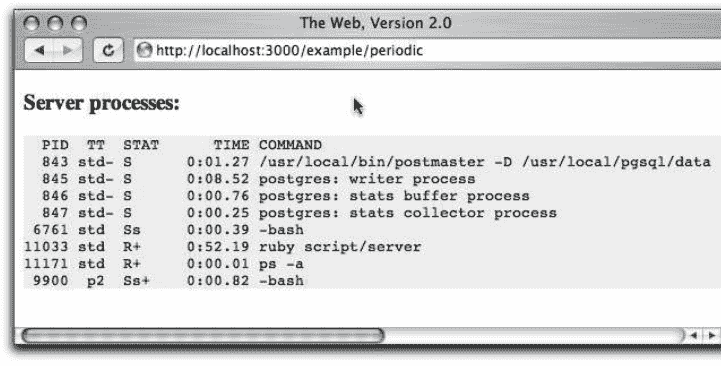 The Web, Version 2.0
http://localhost:3000/example/periodic
Server processes:
PID TT STAT TIME COMMAND
843 std- S 0:01.27 /usr/local/bin/postmaster -D /usr/local/pgsql/data
845 std- S 0:08.52 postgres: writer process
846 std- S 0:00.76 postgres: stats buffer process
847 std- S 0:00.25 postgres: stats collector process
6761 std Ss 0:00.39 -bash
11033 std R+ 0:52.19 ruby script/server
11171 std R+ 0:00.01 ps -a
9900 p2 Ss+ 0:00.82 -bash